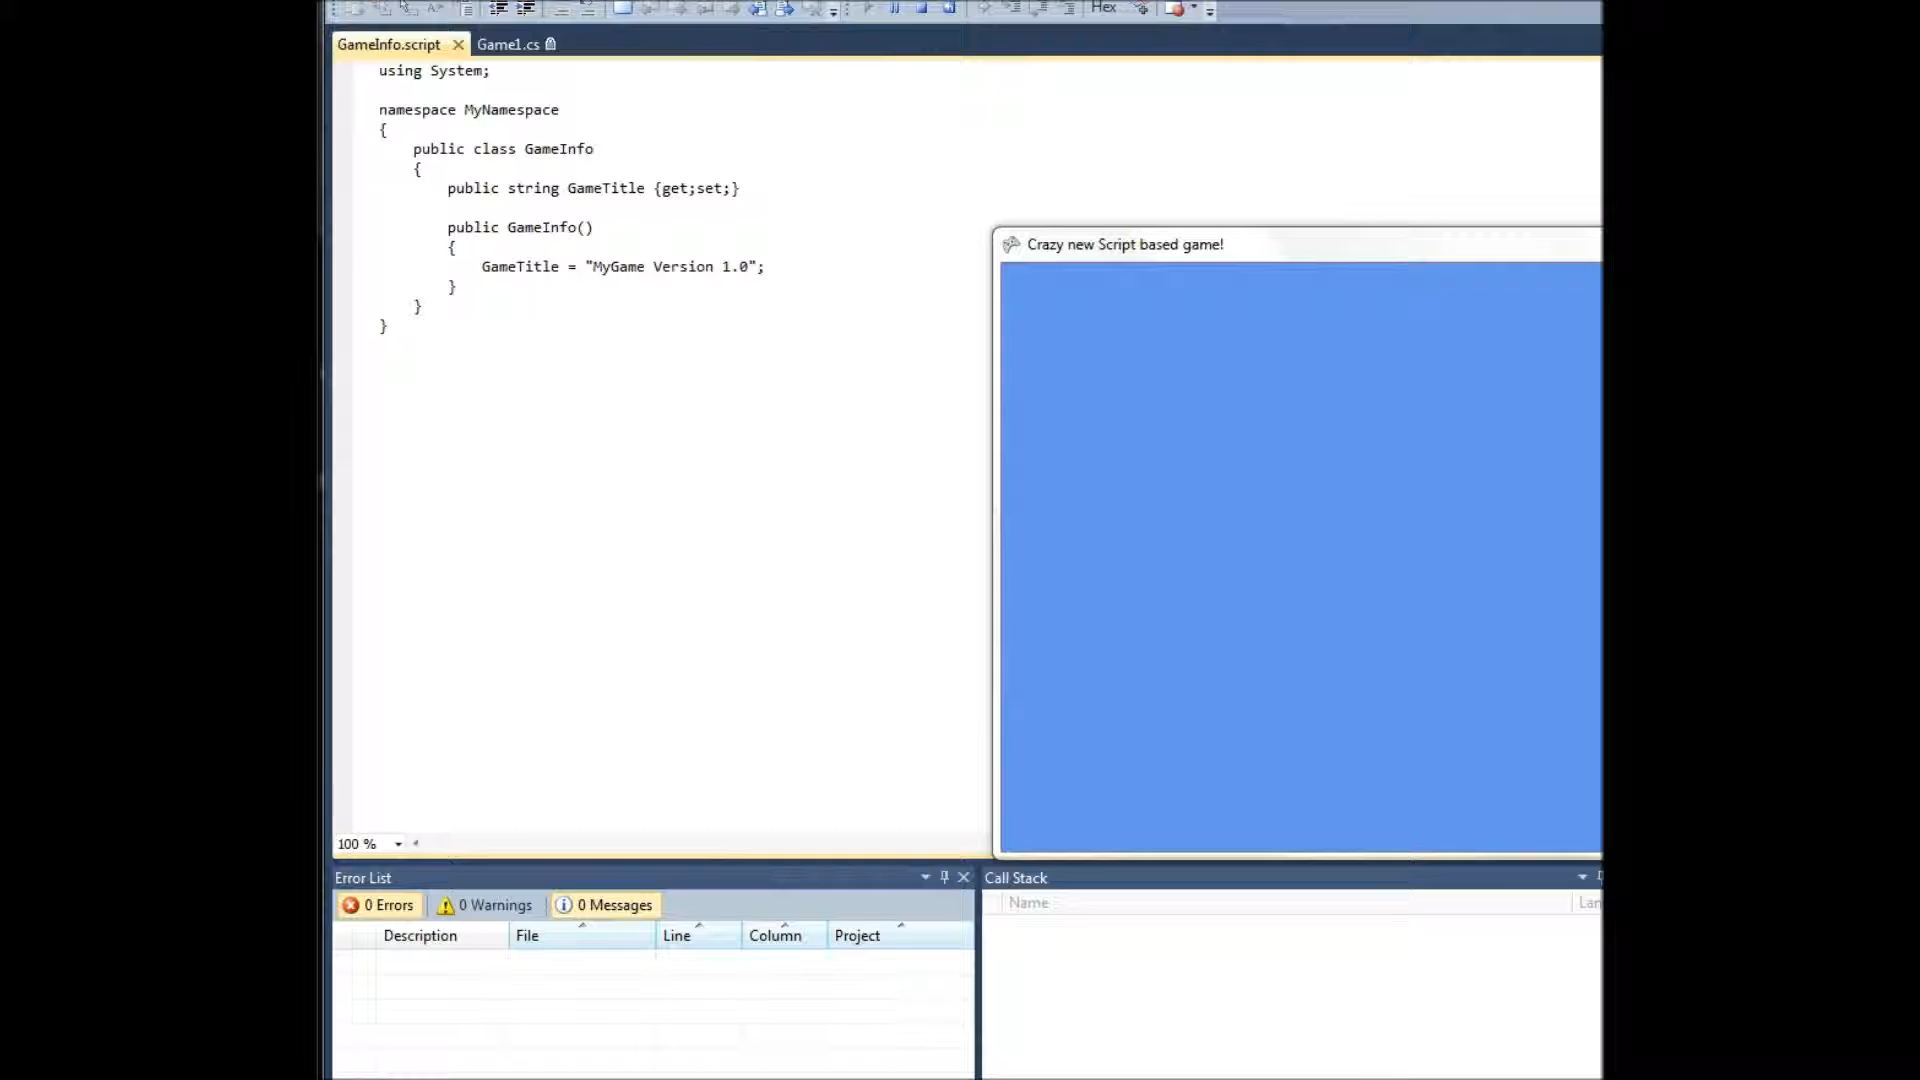 Hex
GameInfo.script Game1.cs
using System;
namespace MyNamespace
{
public class GameInfo
{
public string GameTitle {get;set;}
public GameInfo()
{
GameTitle = "MyGame Version 1.0";
}
}
}
Crazy new Script based game!
100 %
Error List
0 Errors 0 Warnings 0 Messages
Description File Line Column Project
Call Stack
Name Lan